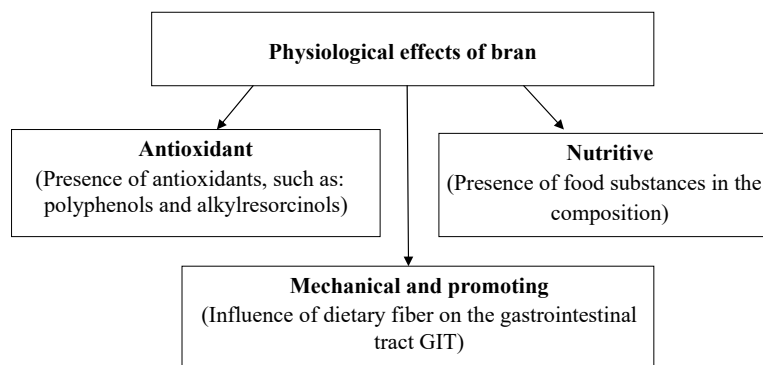 Physiological effects of bran
Antioxidant
(Presence of antioxidants, such as:
polyphenols and alkylresorcinols)
Nutritive
(Presence of food substances in the
composition)
Mechanical and promoting
(Influence of dietary fiber on the gastrointestinal
tract GIT)